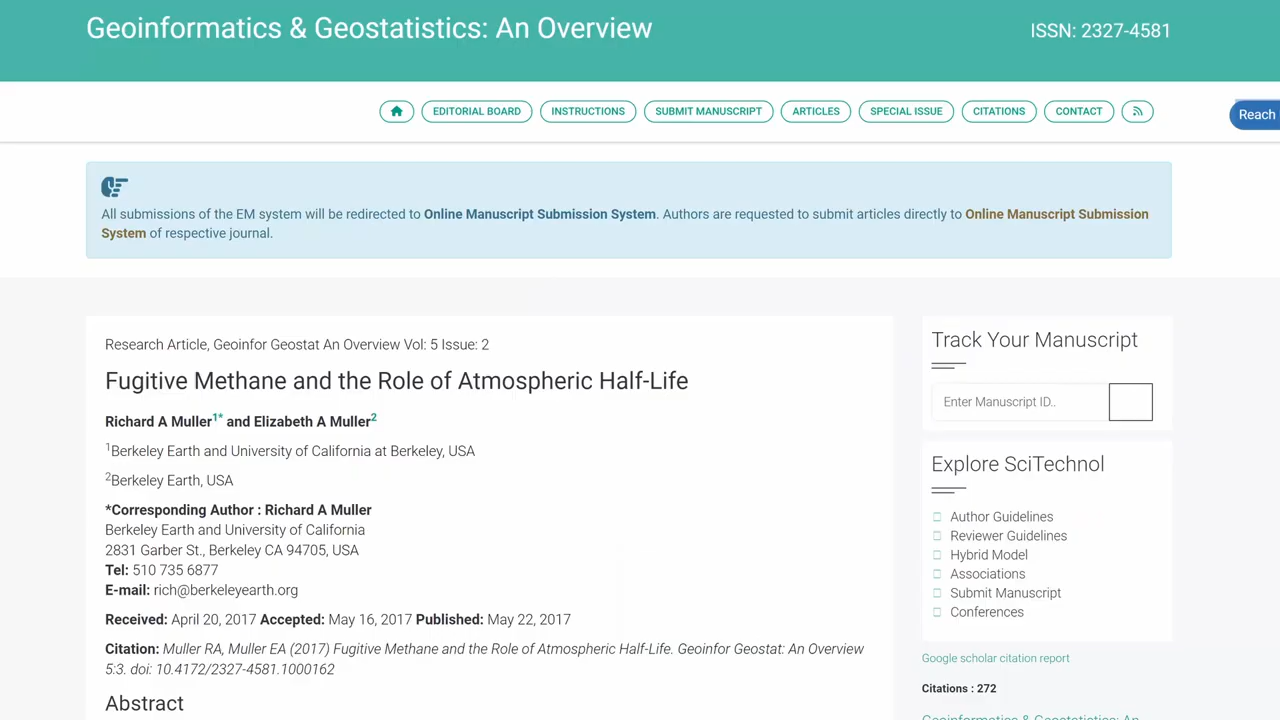 Geoinformatics & Geostatistics: An Overview
ISSN: 2327-4581
EDITORIAL BOARD
INSTRUCTIONS
SUBMIT MANUSCRIPT
ARTICLES
SPECIAL ISSUE
CITATIONS
CONTACT
Reach
All submissions of the EM system will be redirected to Online Manuscript Submission System. Authors are requested to submit articles directly to Online Manuscript Submission
System of respective journal.
Research Article, Geoinfor Geostat An Overview Vol: 5 Issue: 2
Fugitive Methane and the Role of Atmospheric Half-Life
Richard A Muller1* and Elizabeth A Muller2
1Berkeley Earth and University of California at Berkeley, USA
2Berkeley Earth, USA
*Corresponding Author : Richard A Muller
Berkeley Earth and University of California
2831 Garber St., Berkeley CA 94705, USA
Tel: 510 735 6877
E-mail: rich@berkeleyearth.org
Received: April 20, 2017 Accepted: May 16, 2017 Published: May 22, 2017
Citation: Muller RA, Muller EA (2017) Fugitive Methane and the Role of Atmospheric Half-Life. Geoinfor Geostat: An Overview
5:3. doi: 10.4172/2327-4581.1000162
Abstract
Track Your Manuscript
Enter Manuscript ID..
Explore SciTechnol
Author Guidelines
Reviewer Guidelines
Hybrid Model
Associations
Submit Manuscript
Conferences
Google scholar citation report
Citations : 272
Geoinformatics & Geostatistics: An